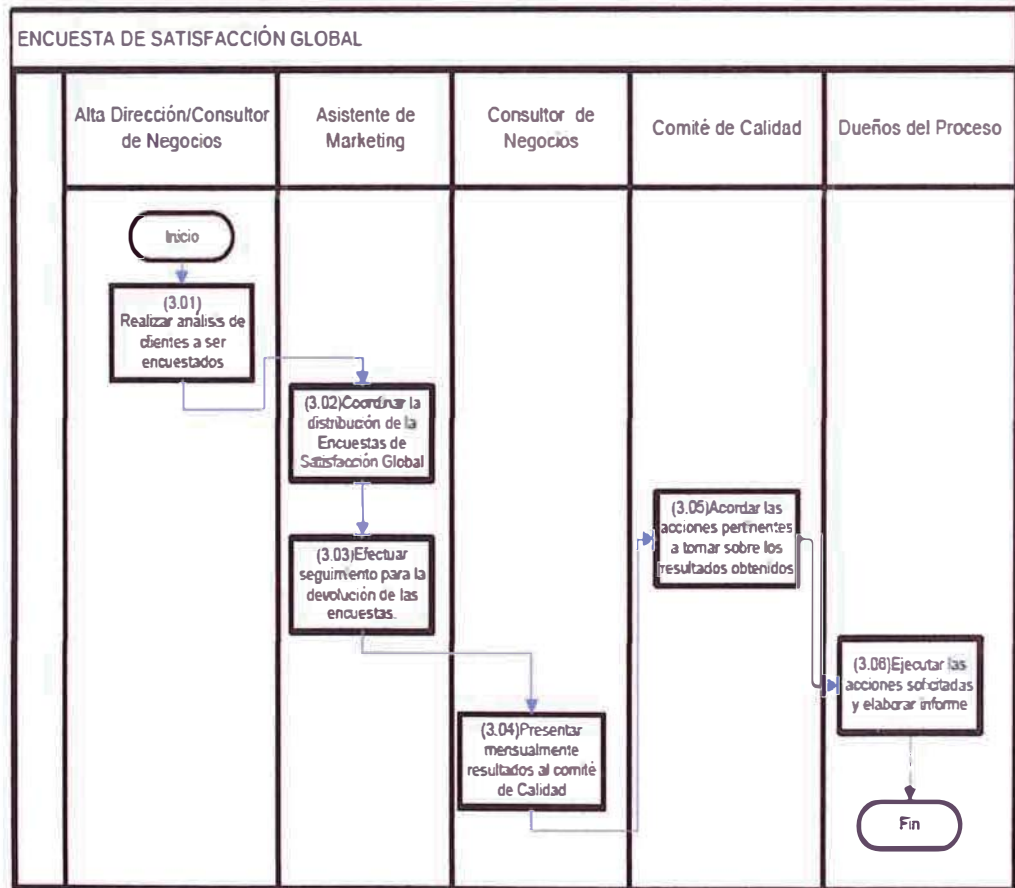 ENCUESTA DE SATISFACCIÓN GLOBAL
Alta Dirección/Consultor
de Negocios
Asistente de
Marketing
Consultor de
Negocios
Comité de Calidad
Dueños del Proceso
Inicio
(3.01)
Realizar análisis de
clientes a ser
encuestados
(3.02)Coordinar la
distribución de la
Encuestas de
Satisfacción Global
(3.03)Efectuar
seguimiento para la
devolución de las
encuestas.
(3.04)Presentar
mensualmente
resultados al comité
de Calidad
(3.05)Acordar las
acciones pertinentes
a tomar sobre los
resultados obtenidos
(3.06)Ejecutar las
acciones solicitadas
y elaborar informe
Fin